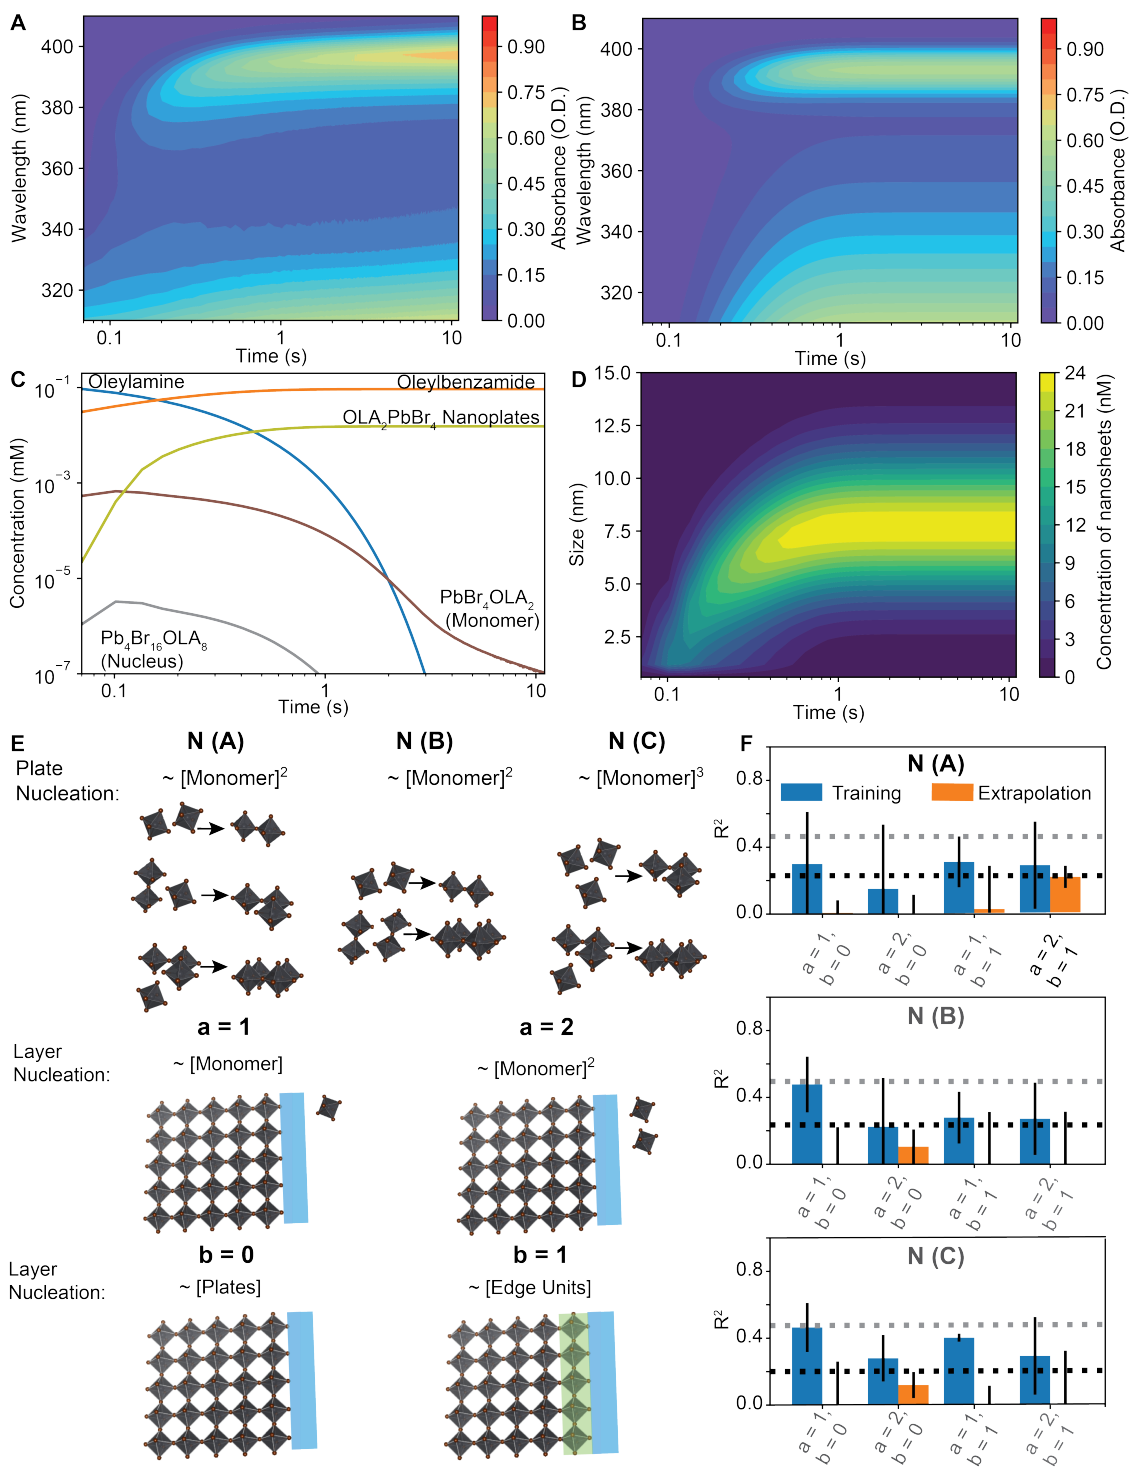 A
Wavelength (nm)
400
380
360
340
320
0.1
1
10
Time (s)
0.90
0.75
0.60
0.45
0.30
0.15
0.00
Absorbance (O.D.)
B
Wavelength (nm)
400
380
360
340
320
0.1
1
10
Time (s)
0.90
0.75
0.60
0.45
0.30
0.15
0.00
Absorbance (O.D.)
C
Concentration (mM)
10⁻¹
10⁻³
10⁻⁵
10⁻⁷
Oleylamine
Oleylbenzamide
OLA₂PbBr₄ Nanoplates
PbBr₄OLA₂
(Monomer)
Pb₄Br₁₆OLA₈
(Nucleus)
0.1
1
10
Time (s)
D
Size (nm)
15.0
12.5
10.0
7.5
5.0
2.5
0.1
1
10
Time (s)
24
21
18
15
12
9
6
3
0
Concentration of nanosheets (nM)
E
N (A)
N (B)
N (C)
Plate
Nucleation:
~ [Monomer]²
~ [Monomer]²
~ [Monomer]³
a = 1
a = 2
Layer
Nucleation:
~ [Monomer]
~ [Monomer]²
b = 0
b = 1
Layer
Nucleation:
~ [Plates]
~ [Edge Units]
F
N (A)
Training
Extrapolation
R²
0.8
0.4
0.0
a = 1,
b = 0
a = 2,
b = 0
a = 1,
b = 1
a = 2,
b = 1
N (B)
R²
0.8
0.4
0.0
a = 1,
b = 0
a = 2,
b = 0
a = 1,
b = 1
a = 2,
b = 1
N (C)
R²
0.8
0.4
0.0
a = 1,
b = 0
a = 2,
b = 0
a = 1,
b = 1
a = 2,
b = 1